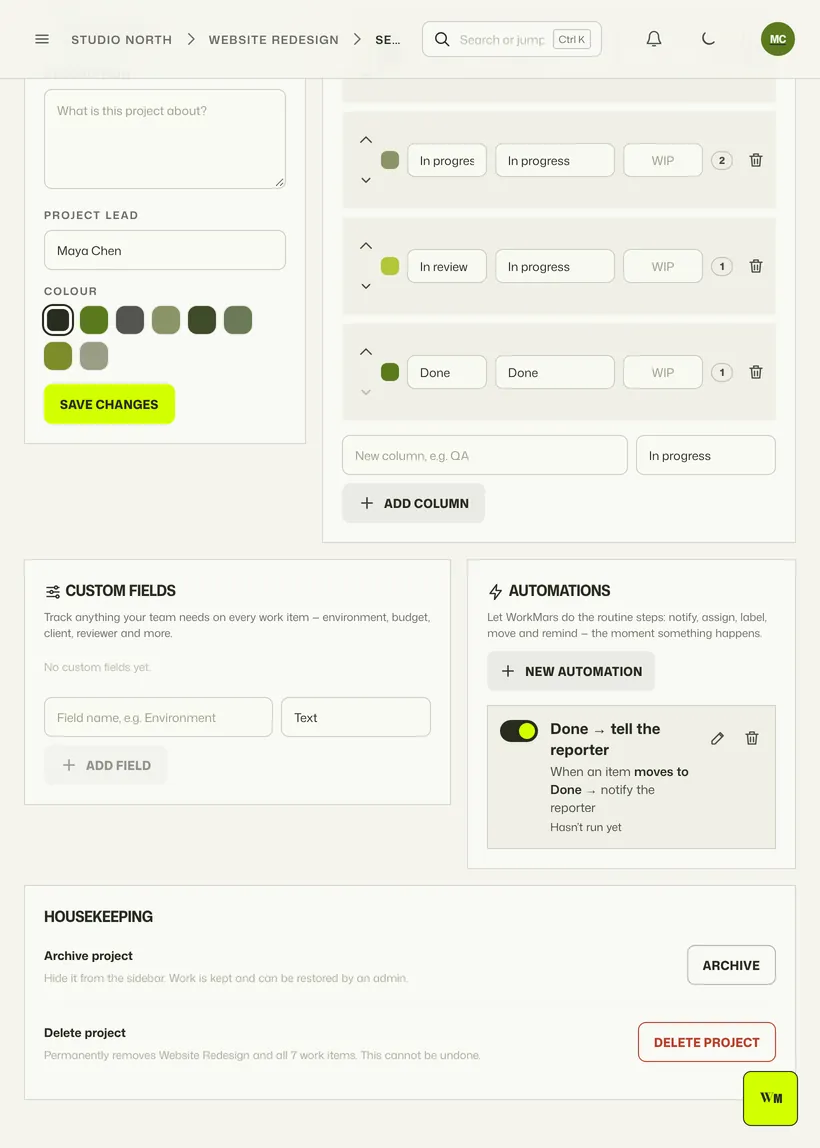 STUDIO NORTH > WEBSITE REDESIGN > SE...
Search or jump
Ctrl K
MC
What is this project about?
PROJECT LEAD
Maya Chen
COLOUR
SAVE CHANGES
In progres
In progress
WIP
2
In review
In progress
WIP
1
Done
Done
WIP
1
New column, e.g. QA
In progress
+ ADD COLUMN
CUSTOM FIELDS
Track anything your team needs on every work item — environment, budget,
client, reviewer and more.
No custom fields yet.
Field name, e.g. Environment
Text
+ ADD FIELD
AUTOMATIONS
Let WorkMars do the routine steps: notify, assign, label,
move and remind — the moment something happens.
+ NEW AUTOMATION
Done → tell the
reporter
When an item moves to
Done → notify the
reporter
Hasn't run yet
HOUSEKEEPING
Archive project
Hide it from the sidebar. Work is kept and can be restored by an admin.
ARCHIVE
Delete project
Permanently removes Website Redesign and all 7 work items. This cannot be undone.
DELETE PROJECT
WM